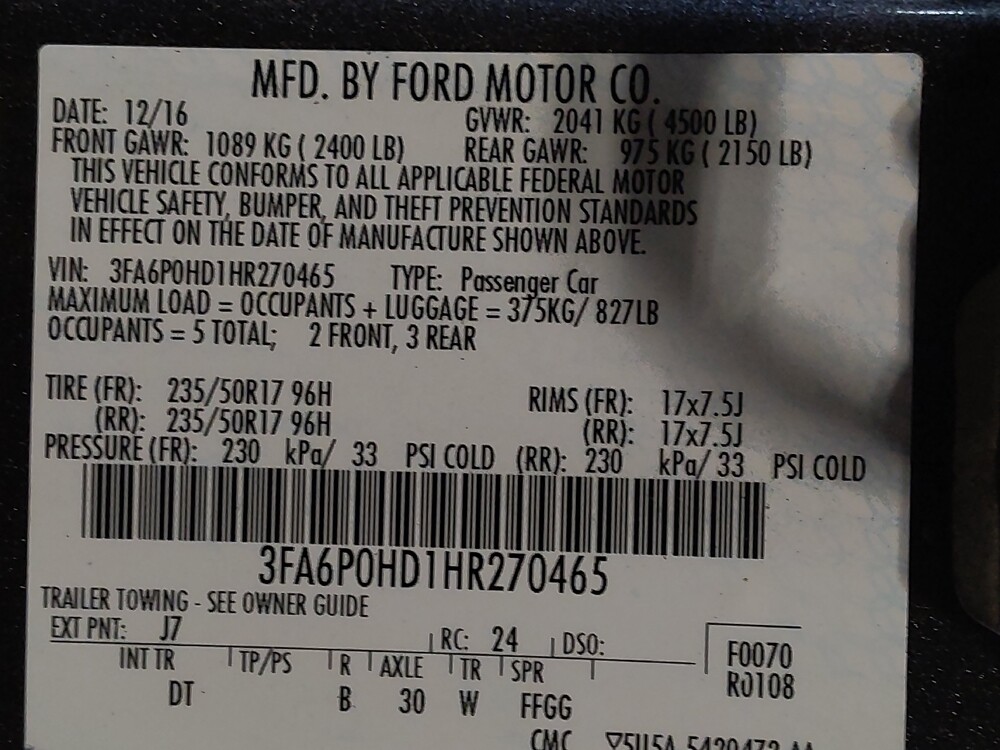 MFD. BY FORD MOTOR CO.
DATE: 12/16 GVWR: 2041 KG ( 4500 LB)
FRONT GAWR: 1089 KG ( 2400 LB) REAR GAWR: 975 KG ( 2150 LB)
THIS VEHICLE CONFORMS TO ALL APPLICABLE FEDERAL MOTOR
VEHICLE SAFETY, BUMPER, AND THEFT PREVENTION STANDARDS
IN EFFECT ON THE DATE OF MANUFACTURE SHOWN ABOVE.
VIN: 3FA6P0HD1HR270465 TYPE: Passenger Car
MAXIMUM LOAD = OCCUPANTS + LUGGAGE = 375KG/ 827LB
OCCUPANTS = 5 TOTAL; 2 FRONT, 3 REAR
TIRE (FR): 235/50R17 96H RIMS (FR): 17x7.5J
(RR): 235/50R17 96H (RR): 17x7.5J
PRESSURE (FR): 230 kPa/ 33 PSI COLD (RR): 230 kPa/ 33 PSI COLD
3FA6P0HD1HR270465
TRAILER TOWING - SEE OWNER GUIDE
EXT PNT: J7 RC: 24 DSO: F0070
INT TR TP/PS R AXLE TR SPR R0108
DT B 30 W FFGG
CMC